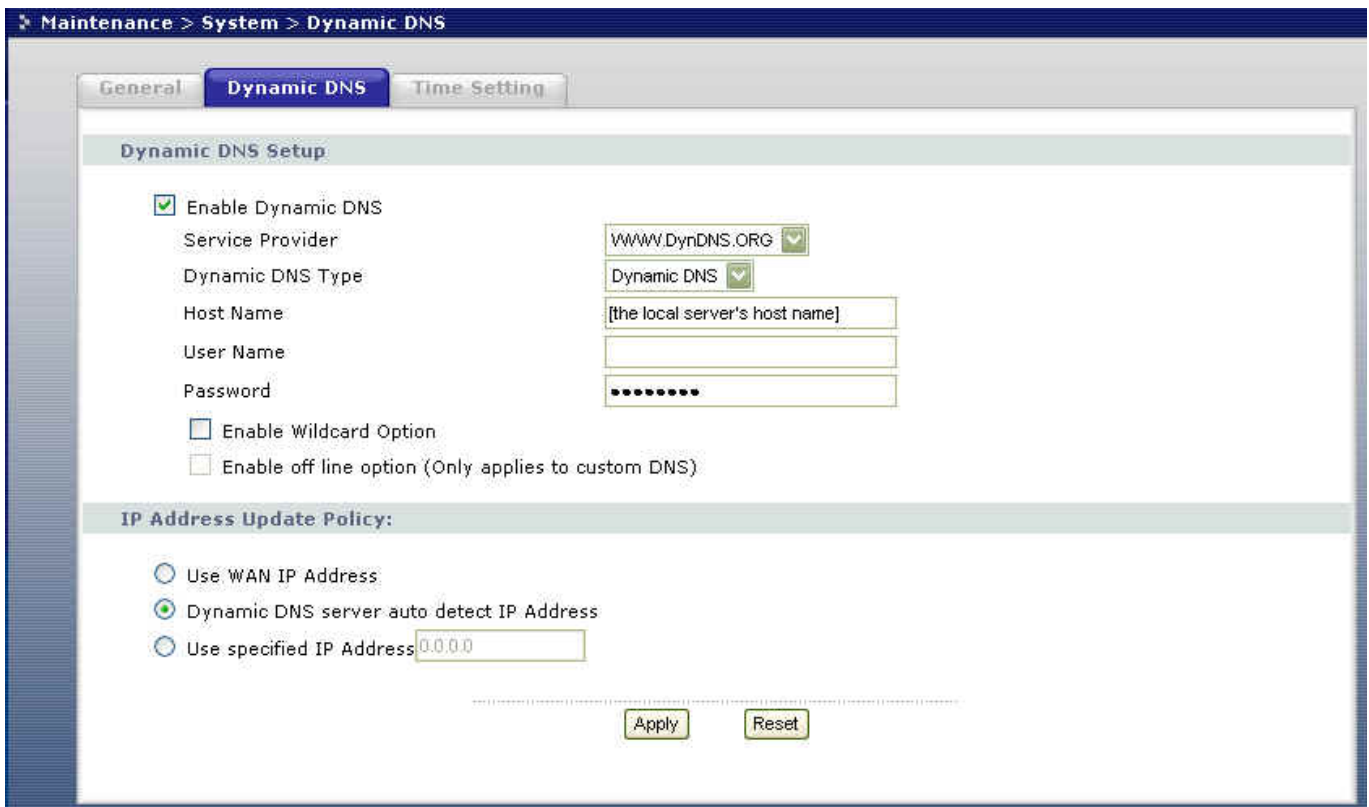 Maintenance > System > Dynamic DNS
General Dynamic DNS Time Setting
Dynamic DNS Setup
Enable Dynamic DNS
Service Provider WWW.DynDNS.ORG
Dynamic DNS Type Dynamic DNS
Host Name [the local server's host name]
User Name
Password ●●●●●●●●
Enable Wildcard Option
Enable off line option (Only applies to custom DNS)
IP Address Update Policy:
Use WAN IP Address
Dynamic DNS server auto detect IP Address
Use specified IP Address 0.0.0.0
Apply Reset